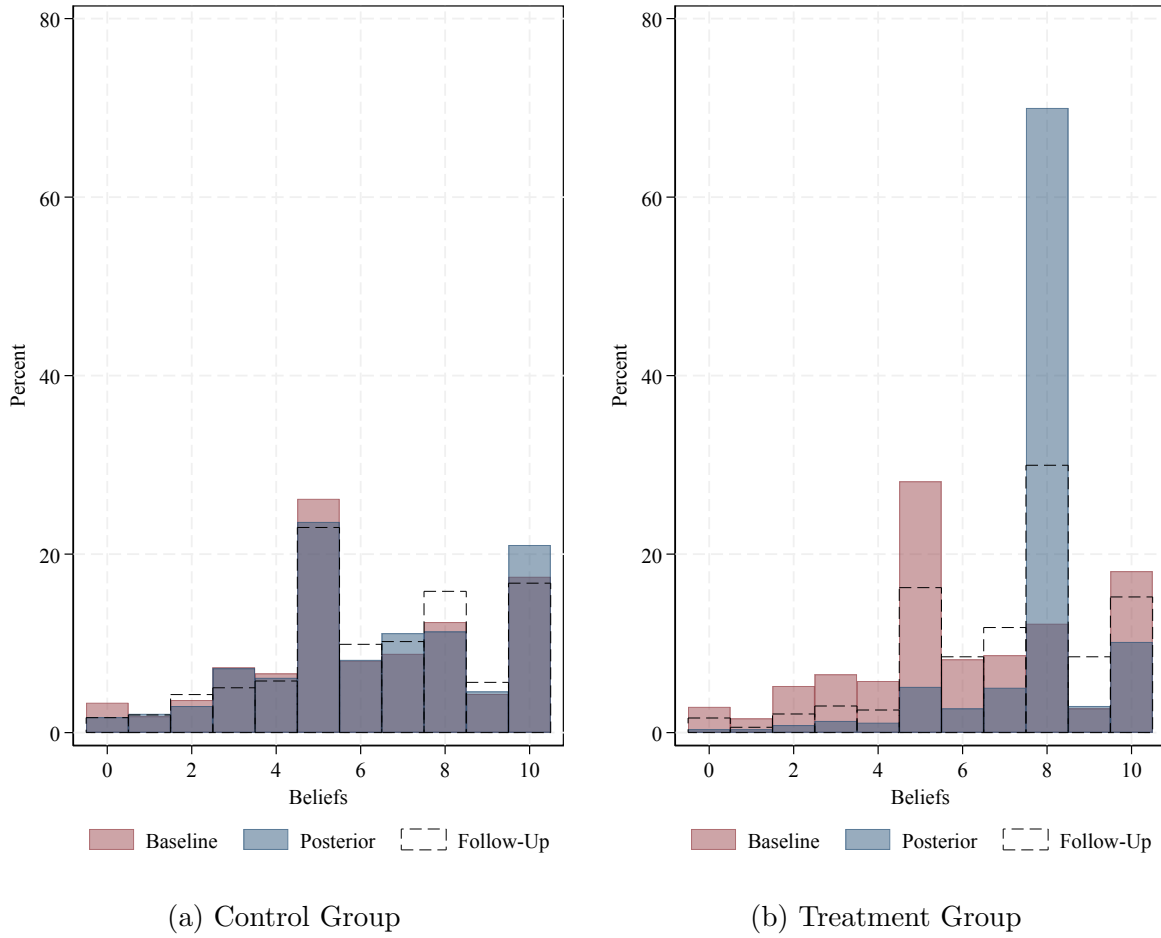 80
60
40
20
0
Percent
0 2 4 6 8 10
Beliefs
Baseline Posterior Follow-Up
(a) Control Group
80
60
40
20
0
Percent
0 2 4 6 8 10
Beliefs
Baseline Posterior Follow-Up
(b) Treatment Group